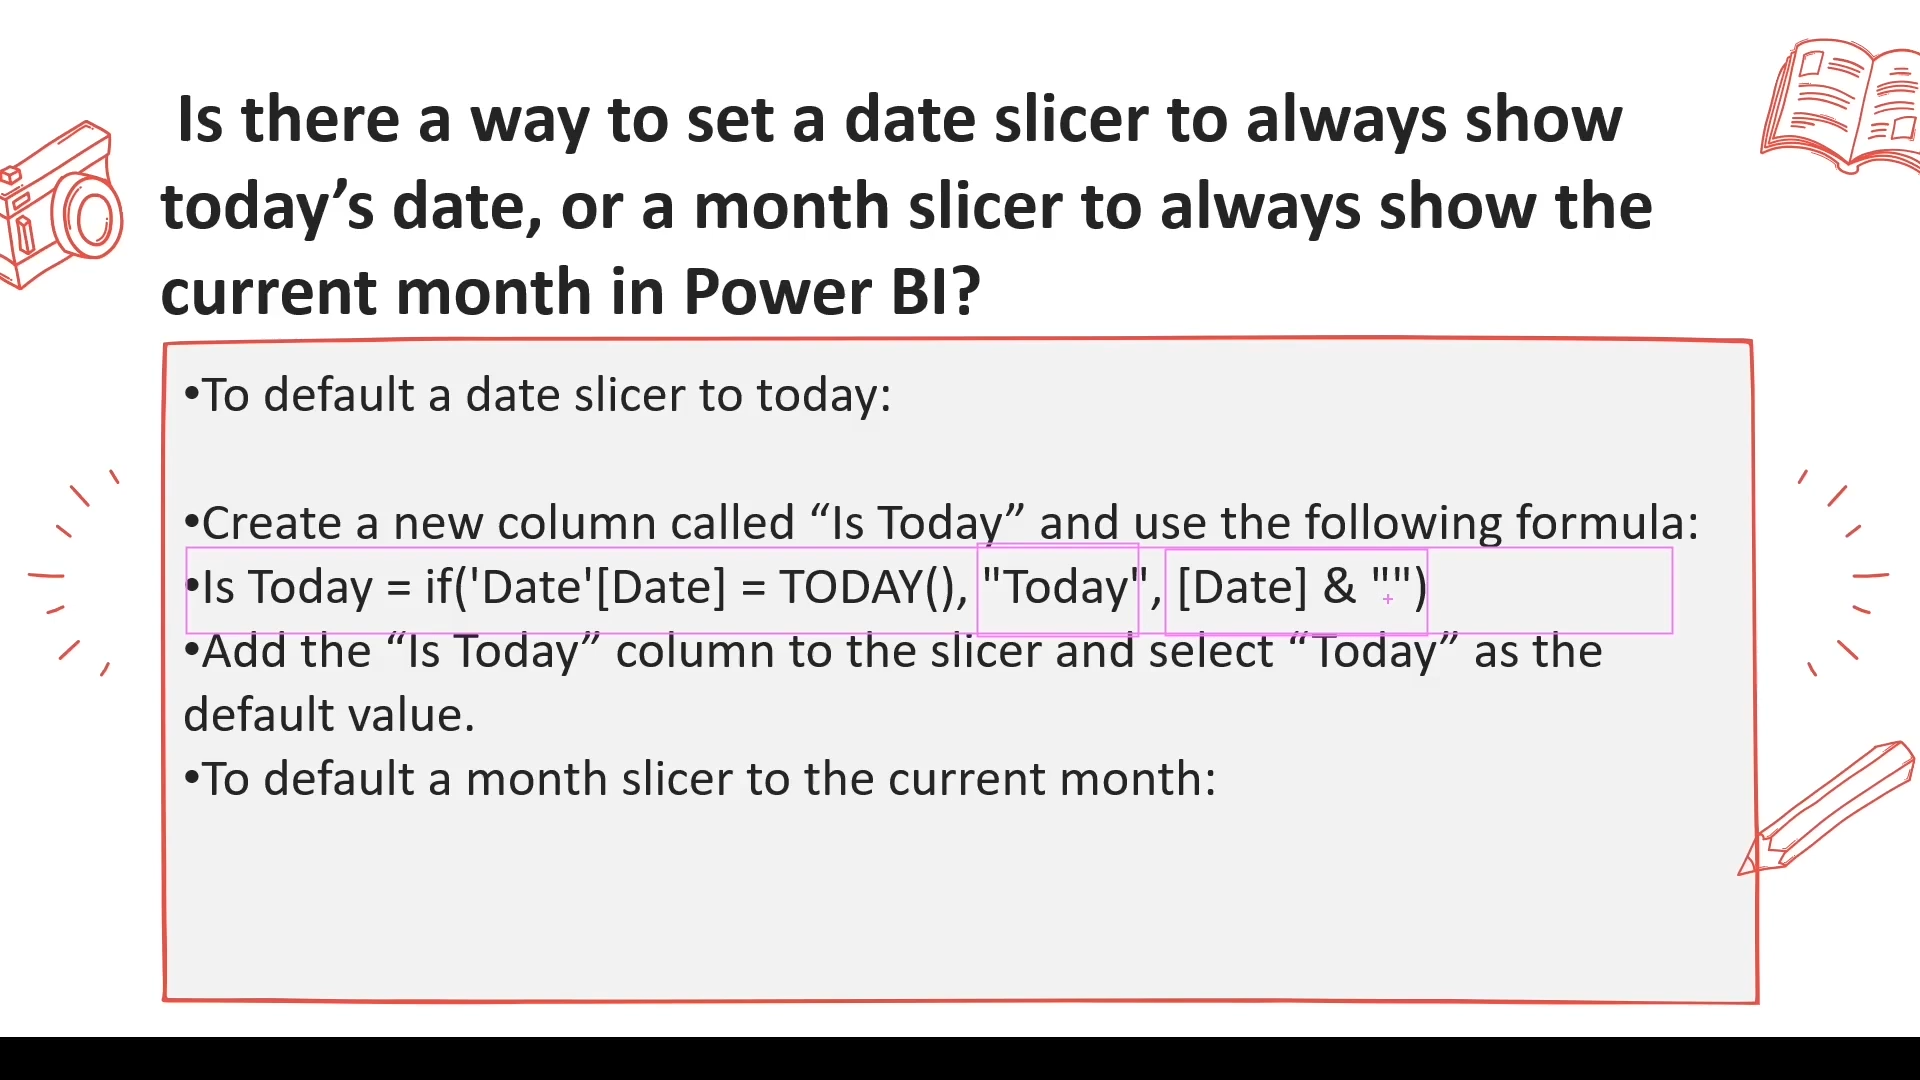 Is there a way to set a date slicer to always show
today’s date, or a month slicer to always show the
current month in Power BI?
•To default a date slicer to today:
•Create a new column called “Is Today” and use the following formula:
•Is Today = if('Date'[Date] = TODAY(), "Today", [Date] & "")
•Add the “Is Today” column to the slicer and select “Today” as the
default value.
•To default a month slicer to the current month: